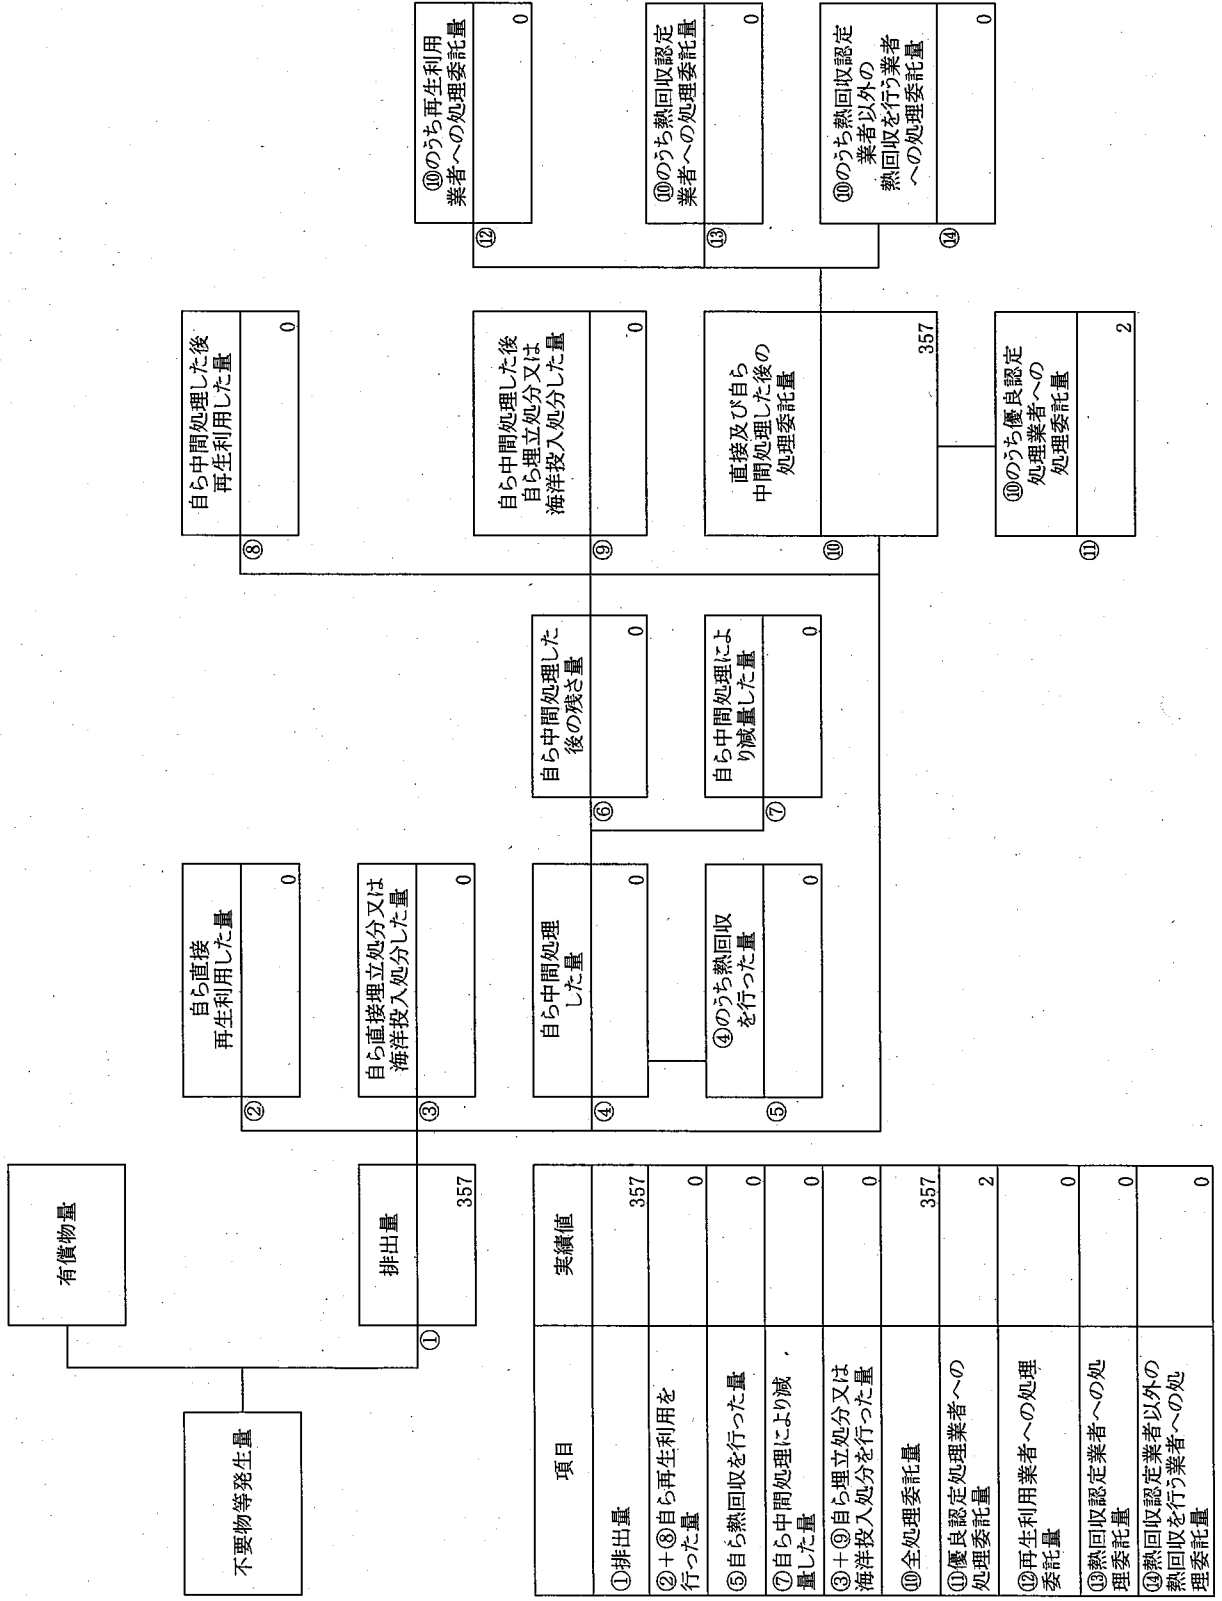 不要物等発生量
有償物量
排出量
①
357
自ら直接
再生利用した量
②
0
自ら直接埋立処分又は
海洋投入処分した量
③
0
自ら中間処理
した量
④
0
④のうち熱回収
を行った量
⑤
0
自ら中間処理した
後の残さ量
⑥
0
自ら中間処理によ
り減量した量
⑦
0
自ら中間処理した後
再生利用した量
⑧
0
自ら中間処理した後
自ら埋立処分又は
海洋投入処分した量
⑨
0
直接及び自ら
中間処理した後の
処理委託量
⑩
357
⑩のうち優良認定
処理業者への
処理委託量
⑪
2
⑩のうち再生利用
業者への処理委託量
⑫
0
⑩のうち熱回収認定
業者への処理委託量
⑬
0
⑩のうち熱回収認定
業者以外の
熱回収を行う業者
への処理委託量
⑭
0
項目 実績値
①排出量 357
②+⑧自ら再生利用を
行った量 0
⑤自ら熱回収を行った量 0
⑦自ら中間処理により減
量した量 0
③+⑨自ら埋立処分又は
海洋投入処分を行った量 0
⑩全処理委託量 357
⑪優良認定処理業者への
処理委託量 2
⑫再生利用業者への処理
委託量 0
⑬熱回収認定業者への処
理委託量 0
⑭熱回収認定業者以外の
熱回収を行う業者への処
理委託量 0